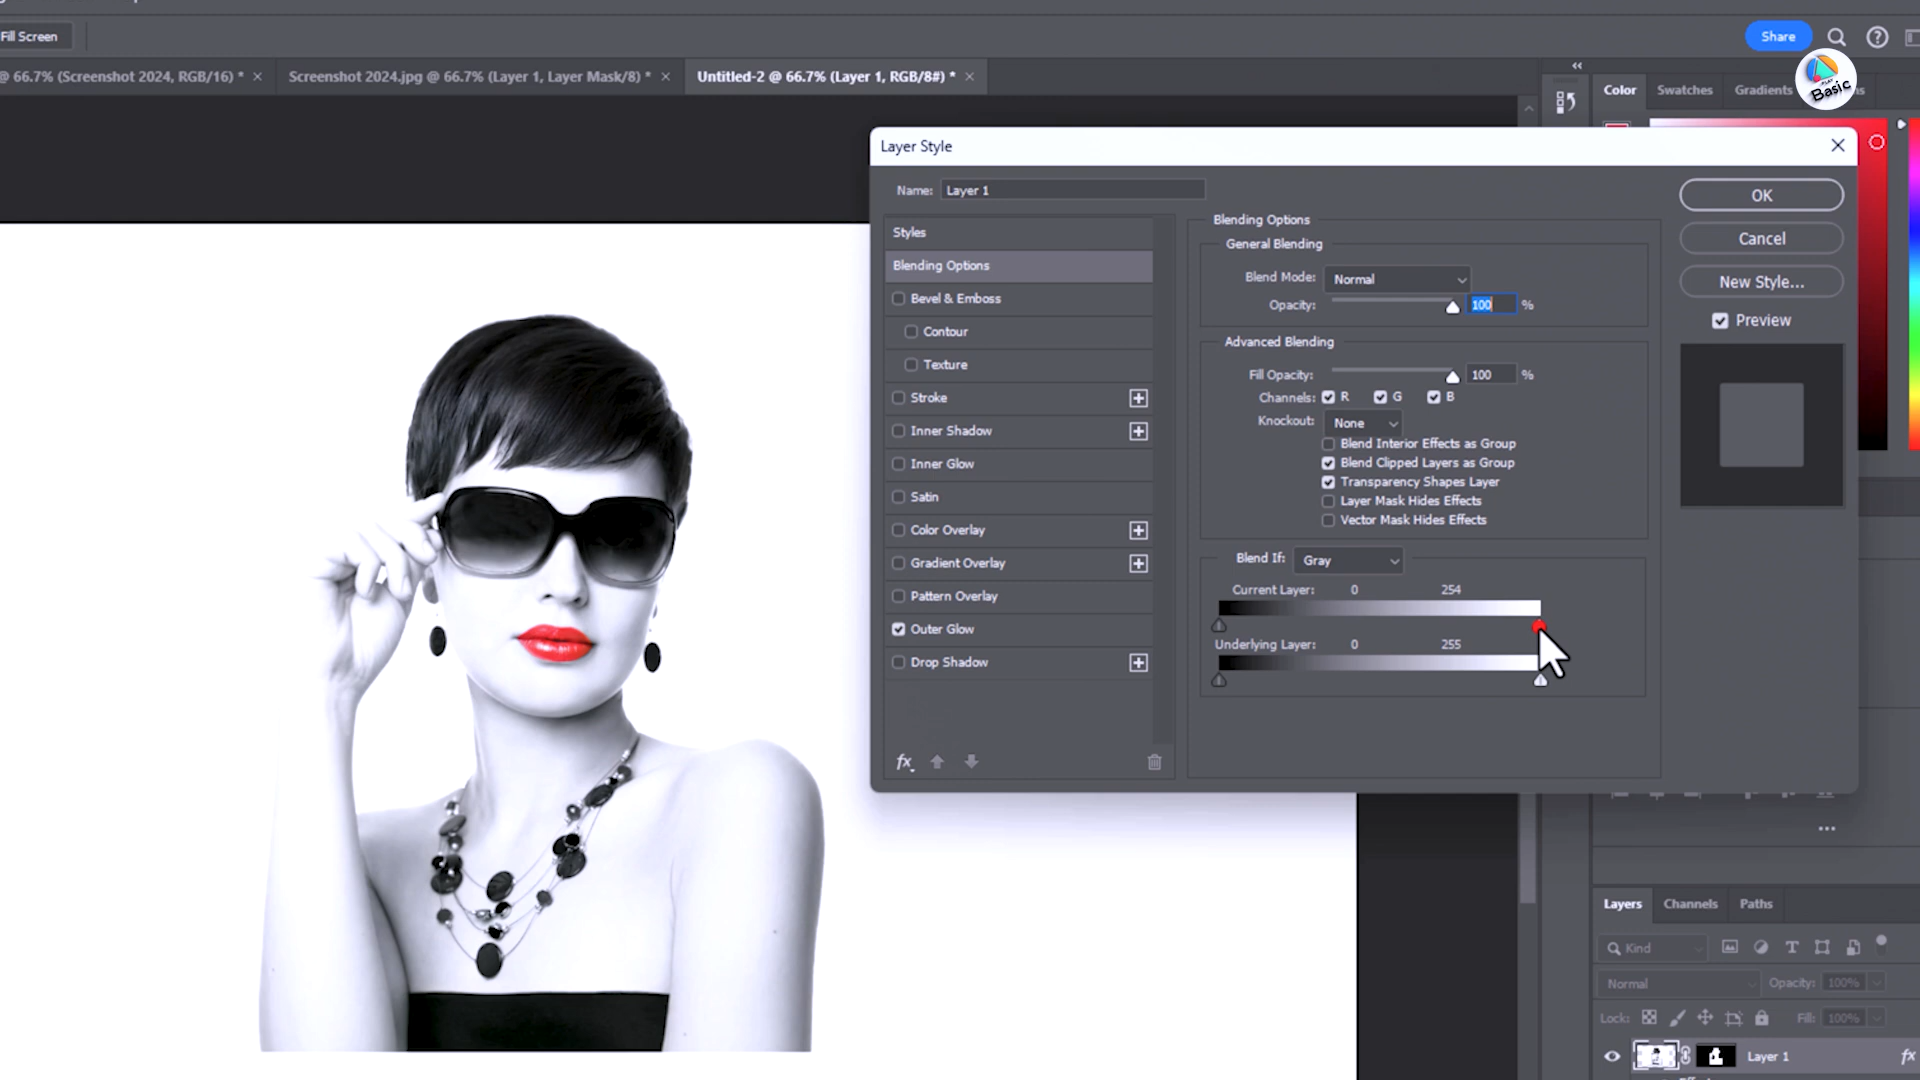 Fill Screen
Share
@ 66.7% (Screenshot 2024, RGB/16) *
Screenshot 2024.jpg @ 66.7% (Layer 1, Layer Mask/8) *
Untitled-2 @ 66.7% (Layer 1, RGB/8#) *
Color
Swatches
Gradients
PLAY
Basic
Layer Style
Name: Layer 1
Styles
Blending Options
Bevel & Emboss
Contour
Texture
Stroke
Inner Shadow
Inner Glow
Satin
Color Overlay
Gradient Overlay
Pattern Overlay
Outer Glow
Drop Shadow
fx
Blending Options
General Blending
Blend Mode: Normal
Opacity: 100 %
Advanced Blending
Fill Opacity: 100 %
Channels: R G B
Knockout: None
Blend Interior Effects as Group
Blend Clipped Layers as Group
Transparency Shapes Layer
Layer Mask Hides Effects
Vector Mask Hides Effects
Blend If: Gray
Current Layer: 0 254
Underlying Layer: 0 255
OK
Cancel
New Style...
Preview
Layers
Channels
Paths
Kind
Normal
Opacity: 100%
Lock:
Fill: 100%
Layer 1
fx